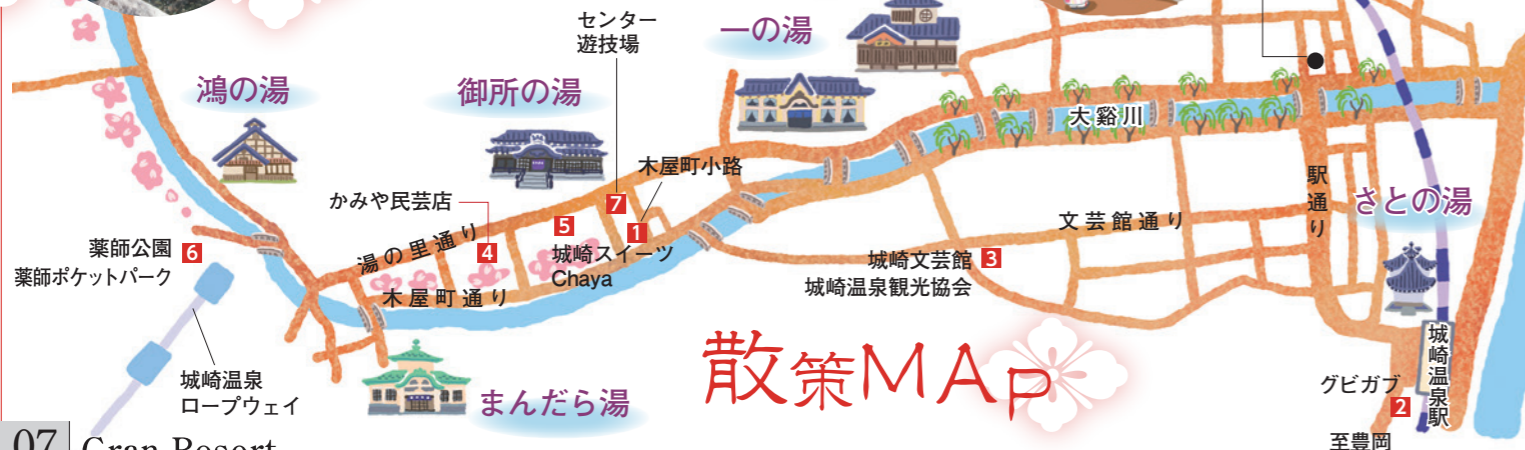 センター
遊技場
一の湯
鴻の湯
御所の湯
大谿川
木屋町小路
かみや民芸店
駅通り
さとの湯
7
5
1
文芸館通り
湯の里通り
4
城崎スイーツ
Chaya
薬師公園 6
薬師ポケットパーク
城崎文芸館 3
城崎温泉観光協会
木屋町通り
散策MAp
城崎温泉駅
城崎温泉
ロープウェイ
まんだら湯
グビガブ
2
至豊岡
07 Gran Resort